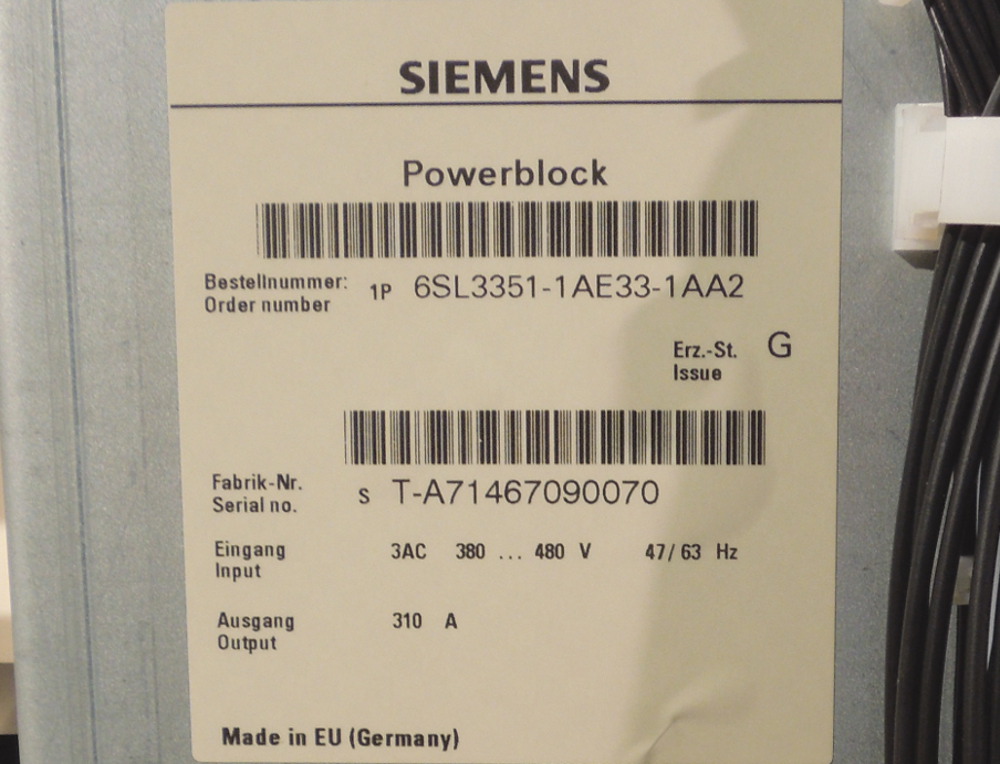 SIEMENS
Powerblock
Bestellnummer: 1P 6SL3351-1AE33-1AA2
Order number
Erz.-St. G
Issue
Fabrik-Nr. S T-A71467090070
Serial no.
Eingang 3AC 380 ... 480 V 47/63 Hz
Input
Ausgang 310 A
Output
Made in EU (Germany)